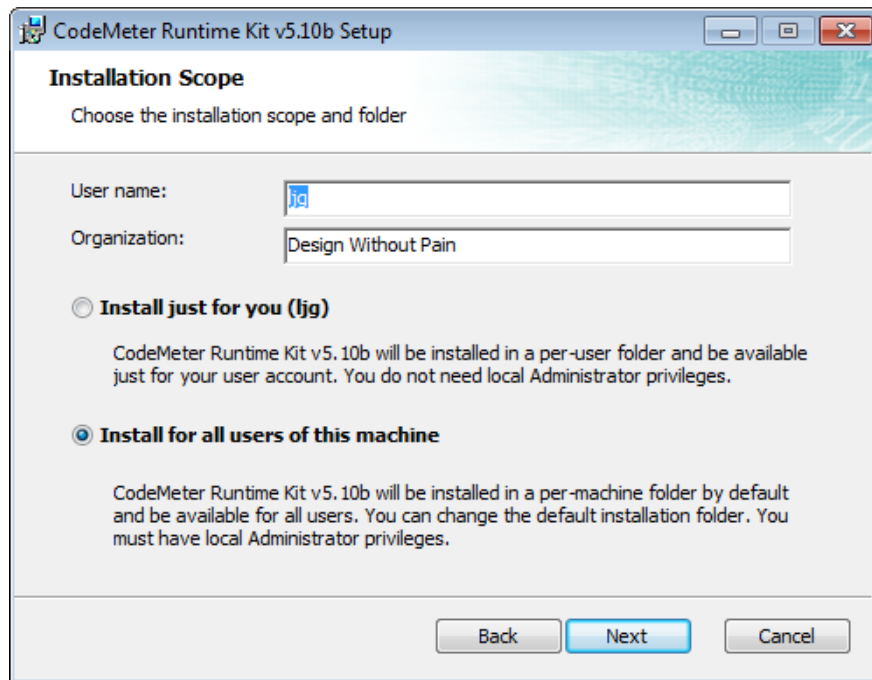 CodeMeter Runtime Kit v5.10b Setup
Installation Scope
Choose the installation scope and folder
User name:
ljg
Organization:
Design Without Pain
Install just for you (ljg)
CodeMeter Runtime Kit v5.10b will be installed in a per-user folder and be available
just for your user account. You do not need local Administrator privileges.
Install for all users of this machine
CodeMeter Runtime Kit v5.10b will be installed in a per-machine folder by default
and be available for all users. You can change the default installation folder. You
must have local Administrator privileges.
Back Next Cancel